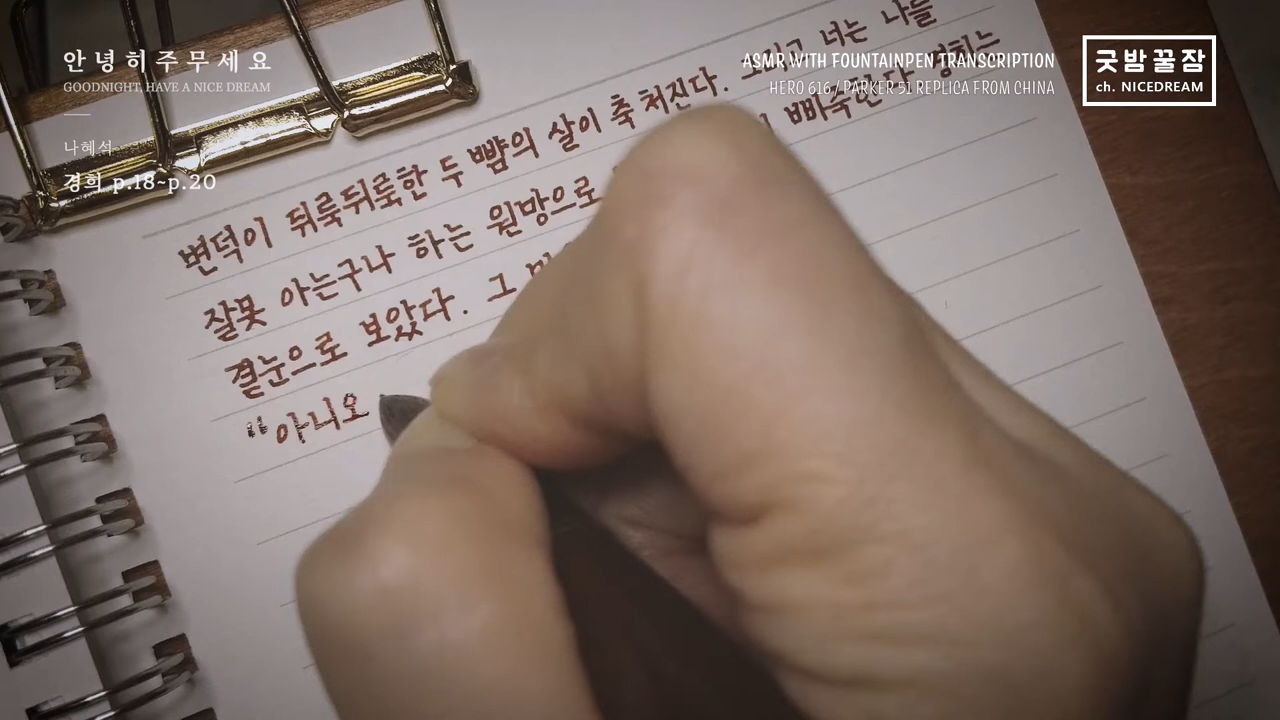 안녕히주무세요
GOODNIGHT, HAVE A NICE DREAM
나혜석
경희 p.18~p.20
ASMR WITH FOUNTAINPEN TRANSCRIPTION
HERO 616 / PARKER 51 REPLICA FROM CHINA
굿밤꿀잠
ch. NICEDREAM
변덕이 뒤룩뒤룩한 두 뺨의 살이 축 처진다. 그리고 너는 나를
잘못 아는구나 하는 원망으로
곁눈으로 보았다. 그
"아니오